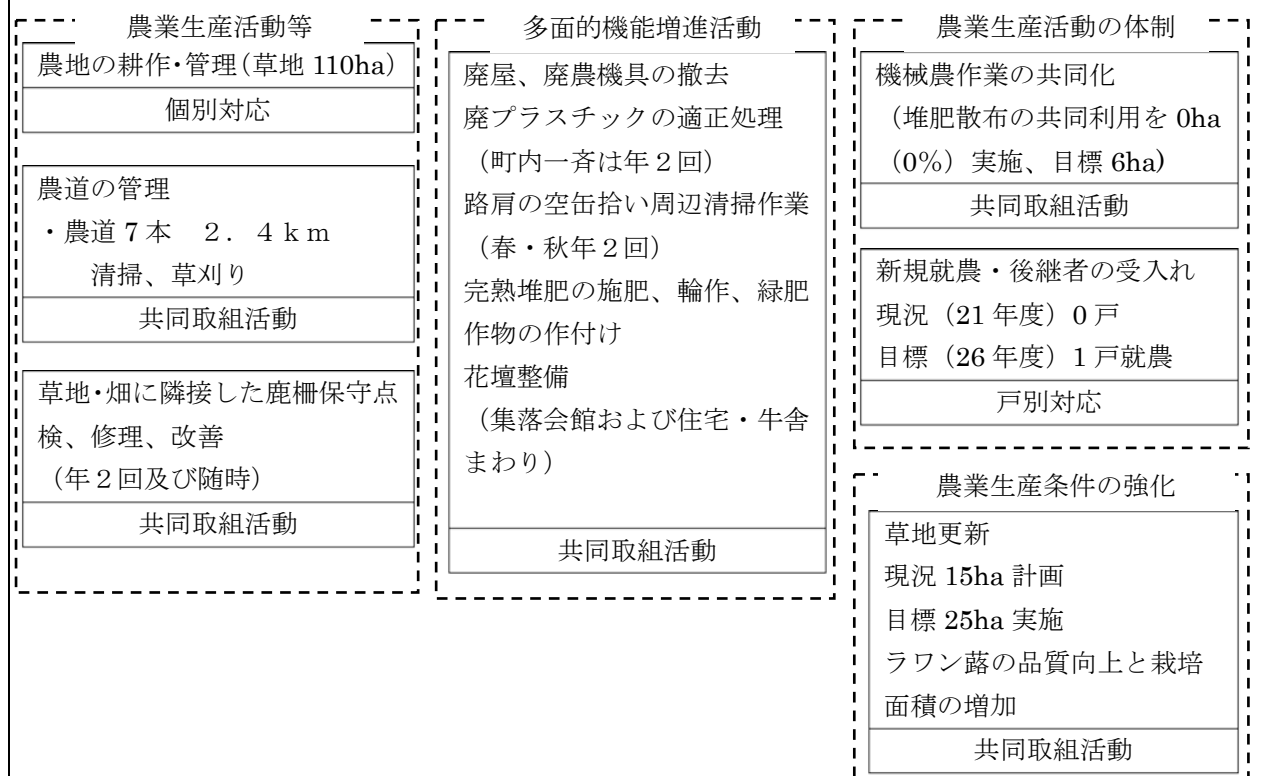 農業生産活動等
農地の耕作・管理(草地 110ha)
個別対応
農道の管理
・農道 7 本　２．４ｋｍ
清掃、草刈り
共同取組活動
草地・畑に隣接した鹿柵保守点
検、修理、改善
（年２回及び随時）
共同取組活動
多面的機能増進活動
廃屋、廃農機具の撤去
廃プラスチックの適正処理
（町内一斉は年２回）
路肩の空缶拾い周辺清掃作業
（春・秋年２回）
完熟堆肥の施肥、輪作、緑肥
作物の作付け
花壇整備
（集落会館および住宅・牛舎
まわり）
共同取組活動
農業生産活動の体制
機械農作業の共同化
（堆肥散布の共同利用を 0ha
（0%）実施、目標 6ha)
共同取組活動
新規就農・後継者の受入れ
現況（21 年度）0 戸
目標（26 年度）1 戸就農
戸別対応
農業生産条件の強化
草地更新
現況 15ha 計画
目標 25ha 実施
ラワン蕗の品質向上と栽培
面積の増加
共同取組活動